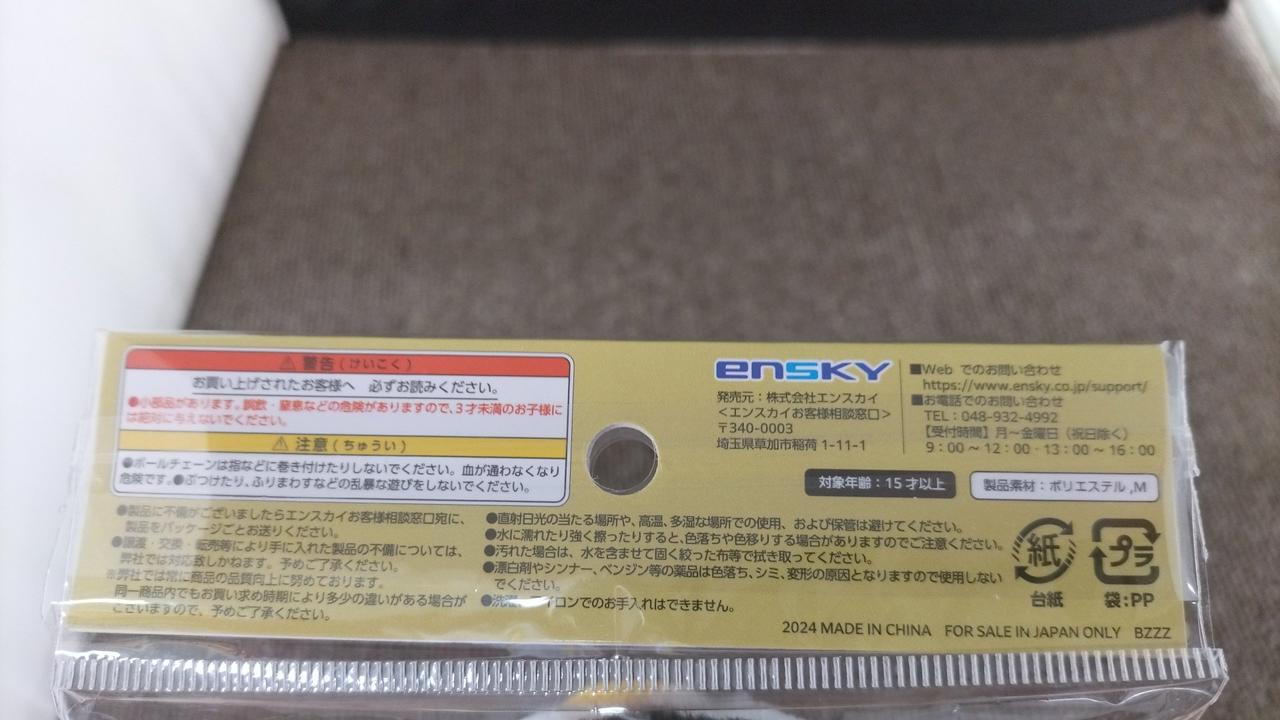 警告(けいこく)
お買い上げされたお客様へ 必ずお読みください。
●小部品があります。誤飲・窒息などの危険がありますので、3才未満のお子様に
は絶対に与えないでください。
注意(ちゅうい)
●ボールチェーンは指などに巻き付けたりしないでください。血が通わなくなり
危険です。●ぶつけたり、ふりまわすなどの乱暴な遊びをしないでください。
●製品に不備がございましたらエンスカイお客様相談窓口宛に、
製品をパッケージごとお送りください。
●譲渡・交換・転売等により手に入れた製品の不備については、
弊社では対応致しかねます。予めご了承ください。
※弊社では常に商品の品質向上に努めております。
同一商品内でもお買い求め時期により多少の違いがある場合が
ございますので、予めご了承ください。
ensky
発売元:株式会社エンスカイ
<エンスカイお客様相談窓口>
〒340-0003
埼玉県草加市稲荷 1-11-1
■Web でのお問い合わせ
https://www.ensky.co.jp/support/
■お電話でのお問い合わせ
TEL:048-932-4992
【受付時間】月~金曜日(祝日除く)
9:00~12:00・13:00~16:00
対象年齢:15才以上
製品素材:ポリエステル,M
●直射日光の当たる場所や、高温、多湿な場所での使用、および保管は避けてください。
●水に濡れたり強く擦ったりすると、色落ちや色移りする場合がありますのでご注意ください。
●汚れた場合は、水を含ませて固く絞った布等で拭き取ってください。
●漂白剤やシンナー、ベンジン等の薬品は色落ち、シミ、変形の原因となりますので使用しない
でください。
●洗濯 イロンでのお手入れはできません。
紙
台紙
プラ
袋:PP
2024 MADE IN CHINA FOR SALE IN JAPAN ONLY BZZZ